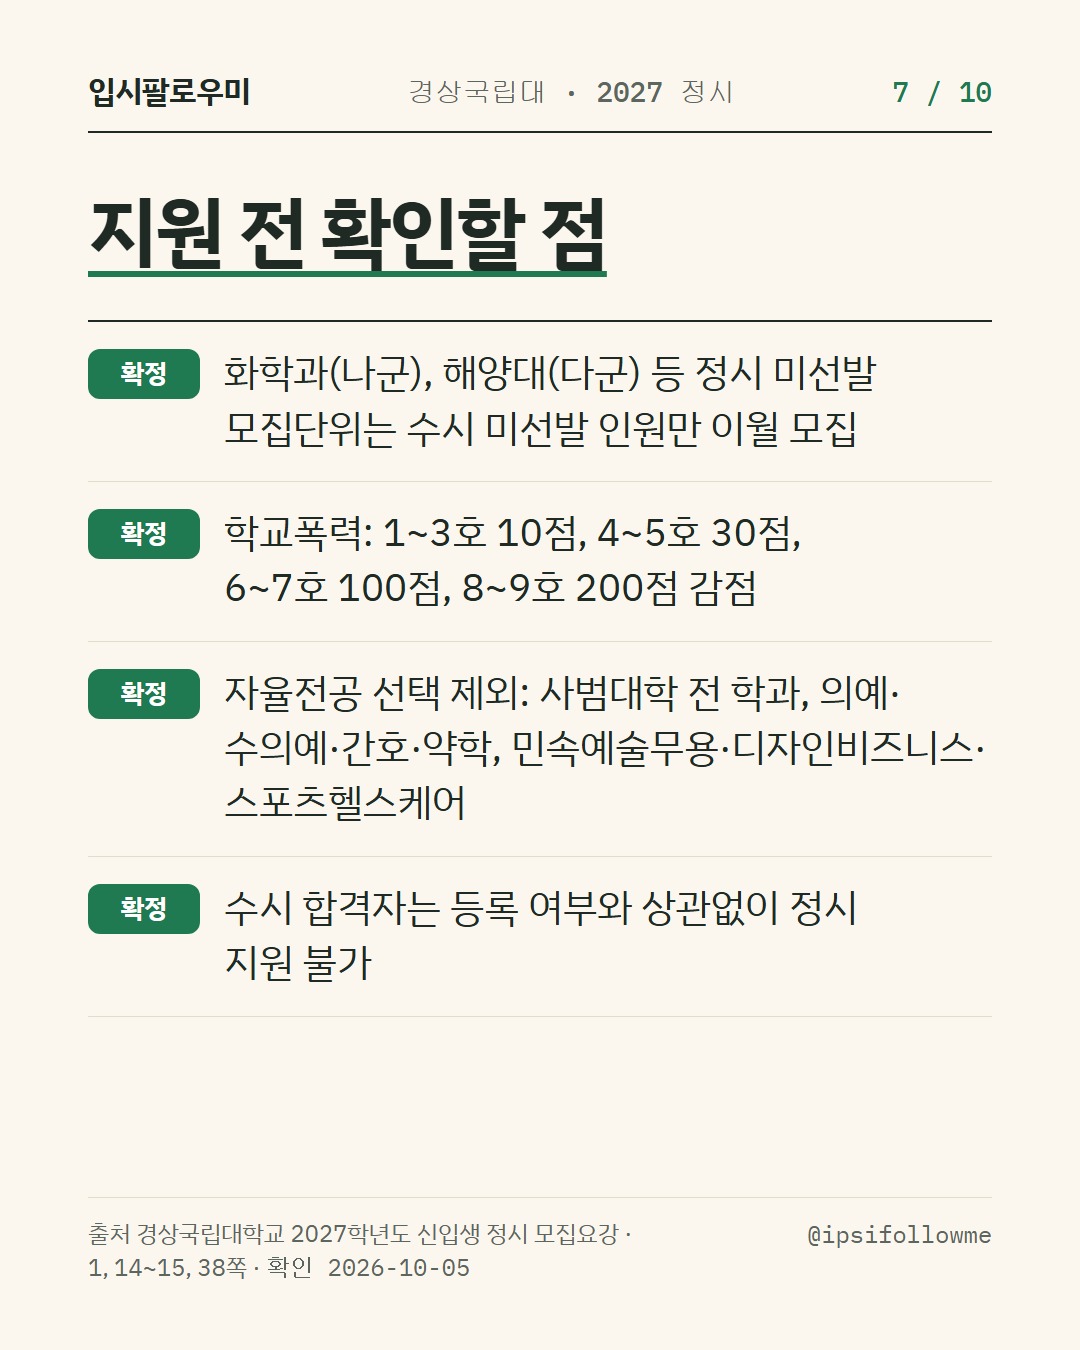 입시팔로우미
경상국립대 · 2027 정시
7 / 10
지원 전 확인할 점
확정
화학과(나군), 해양대(다군) 등 정시 미선발
모집단위는 수시 미선발 인원만 이월 모집
확정
학교폭력: 1~3호 10점, 4~5호 30점,
6~7호 100점, 8~9호 200점 감점
확정
자율전공 선택 제외: 사범대학 전 학과, 의예·
수의예·간호·약학, 민속예술무용·디자인비즈니스·
스포츠헬스케어
확정
수시 합격자는 등록 여부와 상관없이 정시
지원 불가
출처 경상국립대학교 2027학년도 신입생 정시 모집요강 ·
1, 14~15, 38쪽 · 확인 2026-10-05
@ipsifollowme